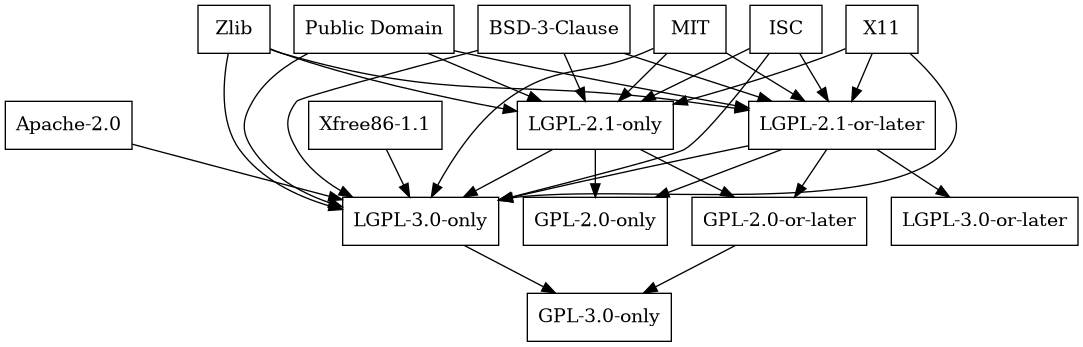 Zlib
Public Domain
BSD-3-Clause
MIT
ISC
X11
Apache-2.0
Xfree86-1.1
LGPL-2.1-only
LGPL-2.1-or-later
LGPL-3.0-only
GPL-2.0-only
GPL-2.0-or-later
LGPL-3.0-or-later
GPL-3.0-only